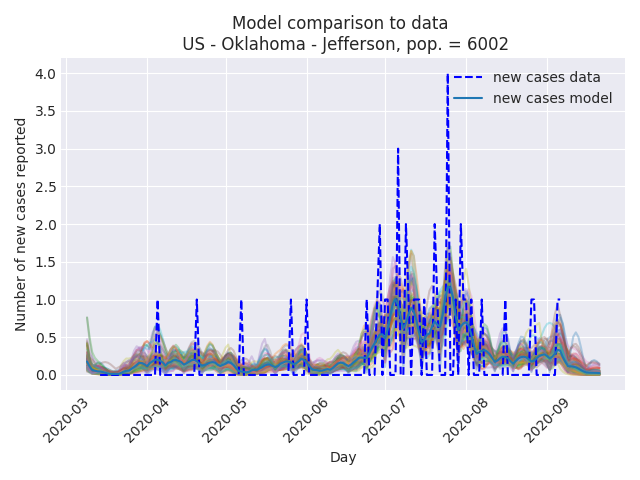 Model comparison to data
US - Oklahoma - Jefferson, pop. = 6002
new cases data
new cases model
Number of new cases reported
4.0
3.5
3.0
2.5
2.0
1.5
1.0
0.5
0.0
2020-03
2020-04
2020-05
2020-06
2020-07
2020-08
2020-09
Day